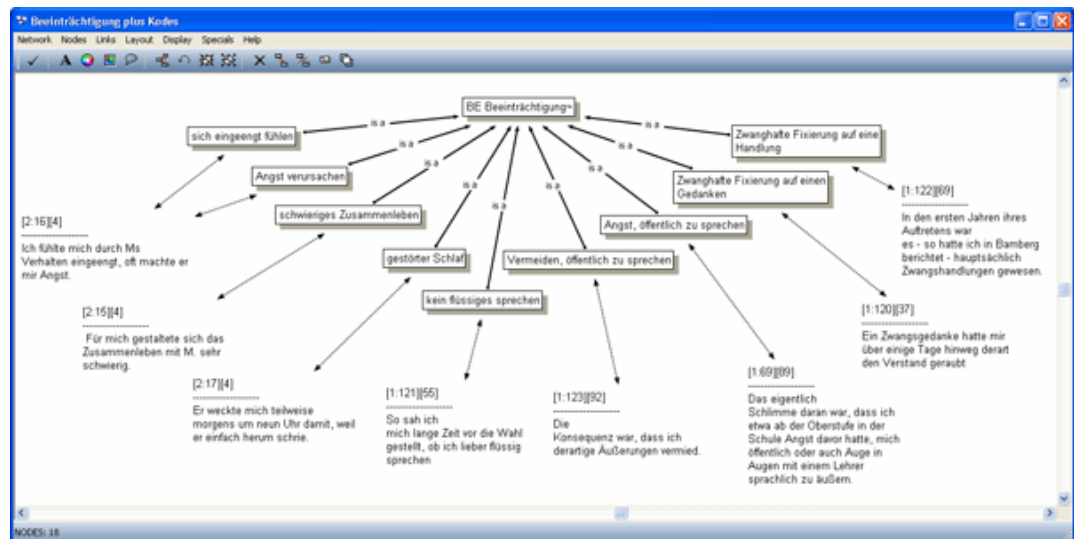 Beeinträchtigung plus Kodes
Network Nodes Links Layout Display Specials Help
BE Beeinträchtigung~
is a
is a
is a
is a
is a
is a
is a
is a
is a
sich eingeengt fühlen
Angst verursachen
schwieriges Zusammenleben
gestörter Schlaf
kein flüssiges sprechen
Vermeiden, öffentlich zu sprechen
Angst, öffentlich zu sprechen
Zwanghafte Fixierung auf einen
Gedanken
Zwanghafte Fixierung auf eine
Handlung
[2:16][4]
--------------------
Ich fühlte mich durch Ms
Verhalten eingeengt, oft machte er
mir Angst.
[2:15][4]
--------------------
Für mich gestaltete sich das
Zusammenleben mit M. sehr
schwierig.
[2:17][4]
--------------------
Er weckte mich teilweise
morgens um neun Uhr damit, weil
er einfach herum schrie.
[1:121][55]
--------------------
So sah ich
mich lange Zeit vor die Wahl
gestellt, ob ich lieber flüssig
sprechen
[1:123][92]
--------------------
Die
Konsequenz war, dass ich
derartige Äußerungen vermied.
[1:69][89]
--------------------
Das eigentlich
Schlimme daran war, dass ich
etwa ab der Oberstufe in der
Schule Angst davor hatte, mich
öffentlich oder auch Auge in
Augen mit einem Lehrer
sprachlich zu äußern.
[1:120][37]
--------------------
Ein Zwangsgedanke hatte mir
über einige Tage hinweg derart
den Verstand geraubt
[1:122][69]
--------------------
In den ersten Jahren ihres
Auftretens war
es - so hatte ich in Bamberg
berichtet - hauptsächlich
Zwangshandlungen gewesen.
NODES: 18